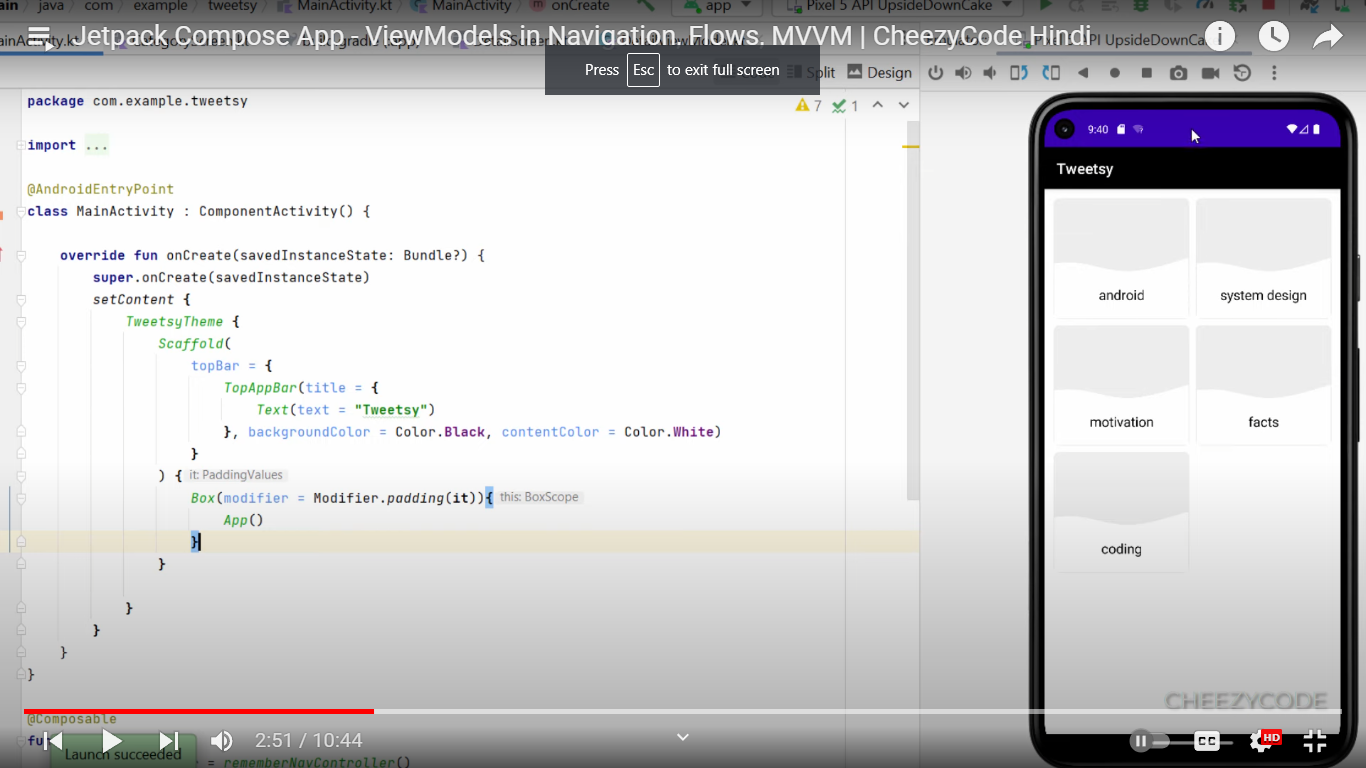 ain java com example tweetsy MainActivity.kt MainActivity onCreate app Pixel 5 API UpsideDownCake
Jetpack Compose App - ViewModels in Navigation, Flows, MVVM | CheezyCode Hindi
Press Esc to exit full screen
Split Design
package com.example.tweetsy
7 1
import ...
@AndroidEntryPoint
class MainActivity : ComponentActivity() {
override fun onCreate(savedInstanceState: Bundle?) {
super.onCreate(savedInstanceState)
setContent {
TweetsyTheme {
Scaffold(
topBar = {
TopAppBar(title = {
Text(text = "Tweetsy")
}, backgroundColor = Color.Black, contentColor = Color.White)
}
) { it: PaddingValues
Box(modifier = Modifier.padding(it)){ this: BoxScope
App()
}
}
}
}
}
}
@Composable
fu
Launch succeeded
= rememberNavController()
2:51 / 10:44
9:40
Tweetsy
android
system design
motivation
facts
coding
CHEEZYCODE
CC
HD